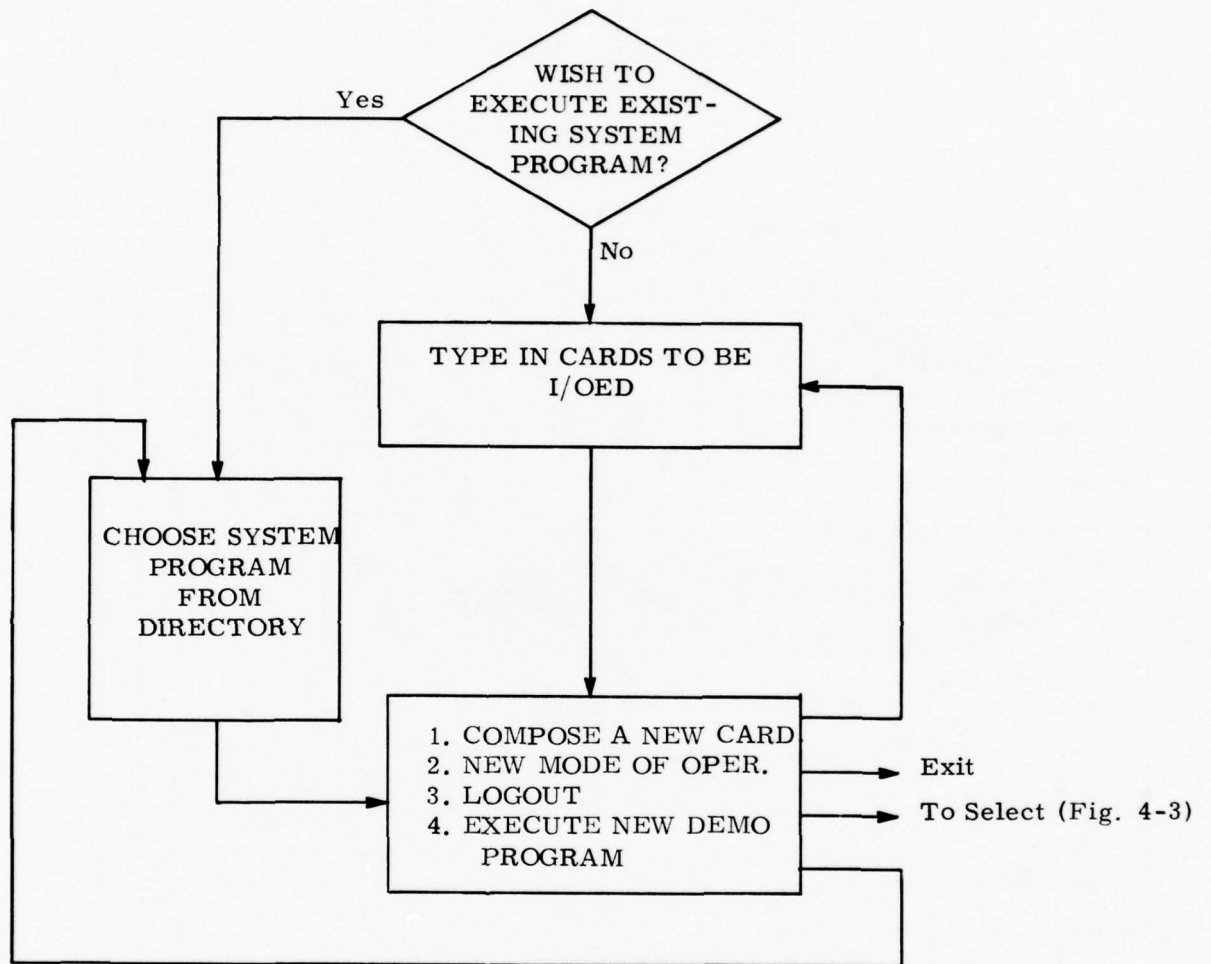 WISH TO
EXECUTE EXIST-
ING SYSTEM
PROGRAM?
Yes
No
TYPE IN CARDS TO BE
I/OED
CHOOSE SYSTEM
PROGRAM
FROM
DIRECTORY
1. COMPOSE A NEW CARD
2. NEW MODE OF OPER.
3. LOGOUT
4. EXECUTE NEW DEMO
PROGRAM
Exit
To Select (Fig. 4-3)